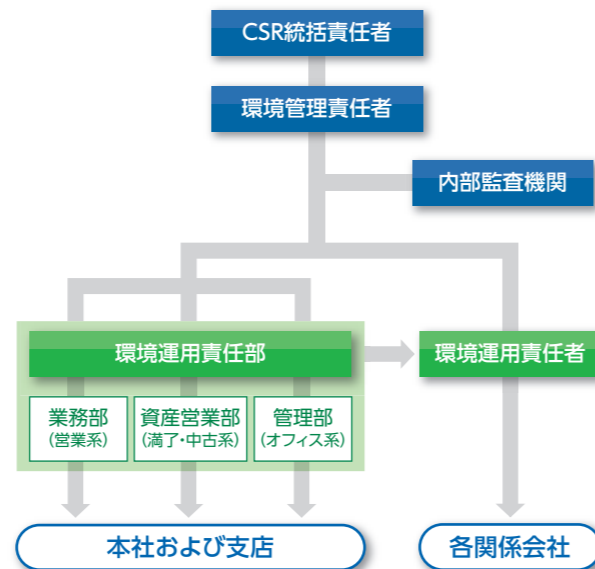 CSR統括責任者
環境管理責任者
内部監査機関
環境運用責任部
環境運用責任者
業務部
(営業系)
資産営業部
(満了・中古系)
管理部
(オフィス系)
本社および支店
各関係会社